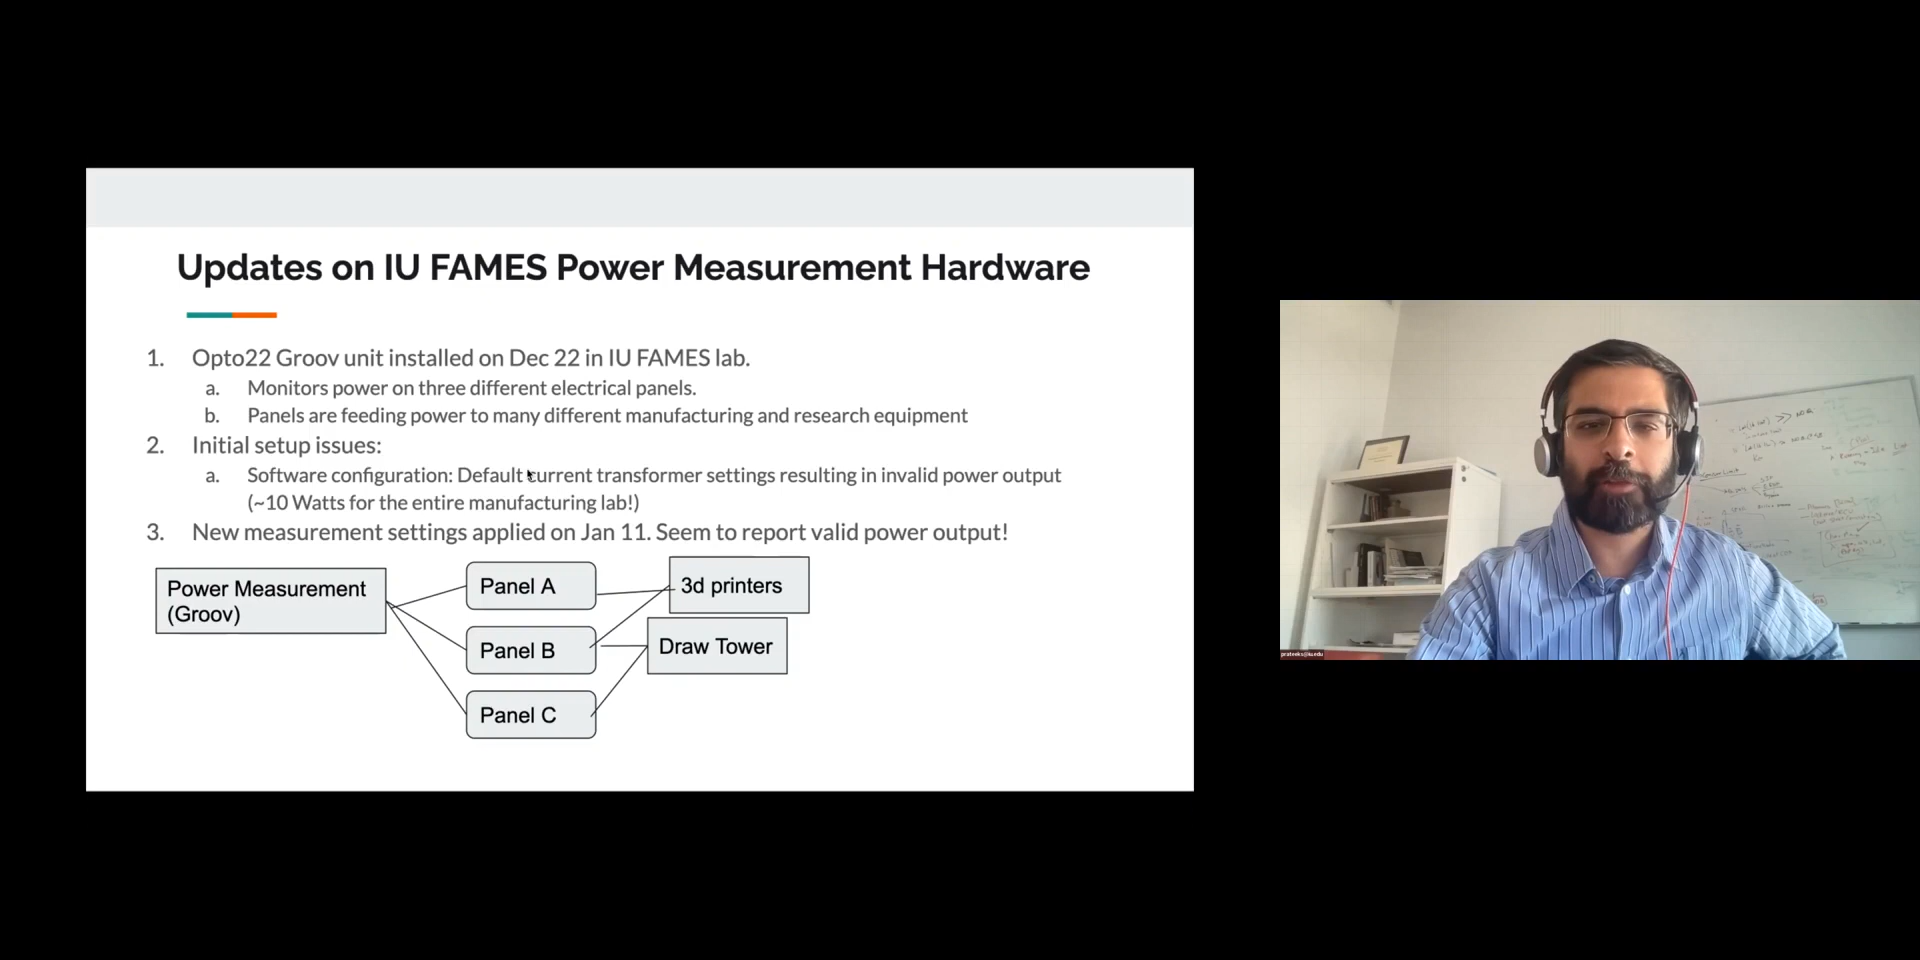 Updates on IU FAMES Power Measurement Hardware
1. Opto22 Groov unit installed on Dec 22 in IU FAMES lab.
a. Monitors power on three different electrical panels.
b. Panels are feeding power to many different manufacturing and research equipment
2. Initial setup issues:
a. Software configuration: Default current transformer settings resulting in invalid power output
(~10 Watts for the entire manufacturing lab!)
3. New measurement settings applied on Jan 11. Seem to report valid power output!
Power Measurement
(Groov)
Panel A
Panel B
Panel C
3d printers
Draw Tower
prateeks@iu.edu